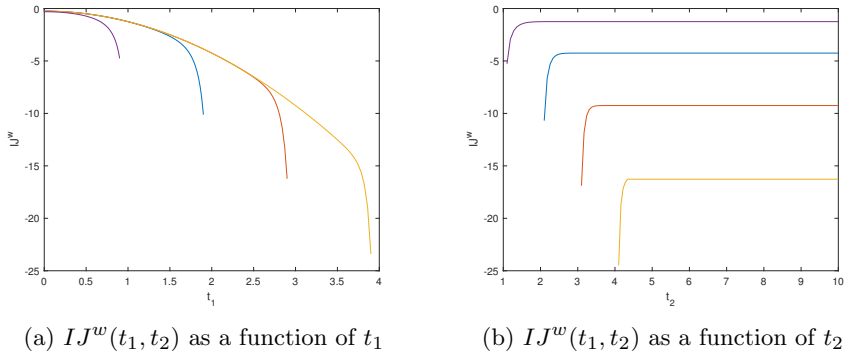 0
-5
-10
-15
-20
-25
IJ^w
0 0.5 1 1.5 2 2.5 3 3.5 4
t_1
0
-5
-10
-15
-20
-25
IJ^w
1 2 3 4 5 6 7 8 9 10
t_2
(a) IJ^w(t_1, t_2) as a function of t_1
(b) IJ^w(t_1, t_2) as a function of t_2